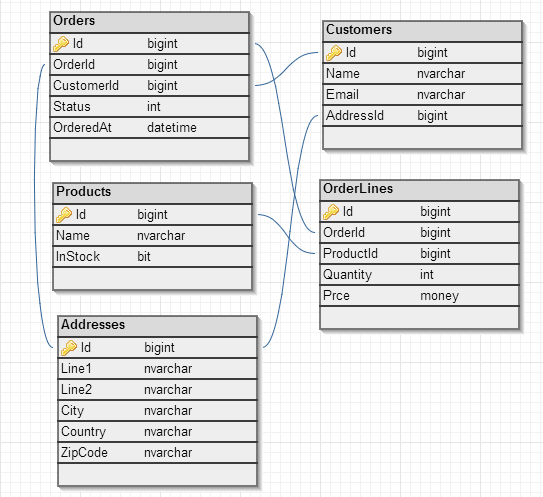 Orders
Id bigint
OrderId bigint
CustomerId bigint
Status int
OrderedAt datetime
Customers
Id bigint
Name nvarchar
Email nvarchar
AddressId bigint
Products
Id bigint
Name nvarchar
InStock bit
OrderLines
Id bigint
OrderId bigint
ProductId bigint
Quantity int
Prce money
Addresses
Id bigint
Line1 nvarchar
Line2 nvarchar
City nvarchar
Country nvarchar
ZipCode nvarchar